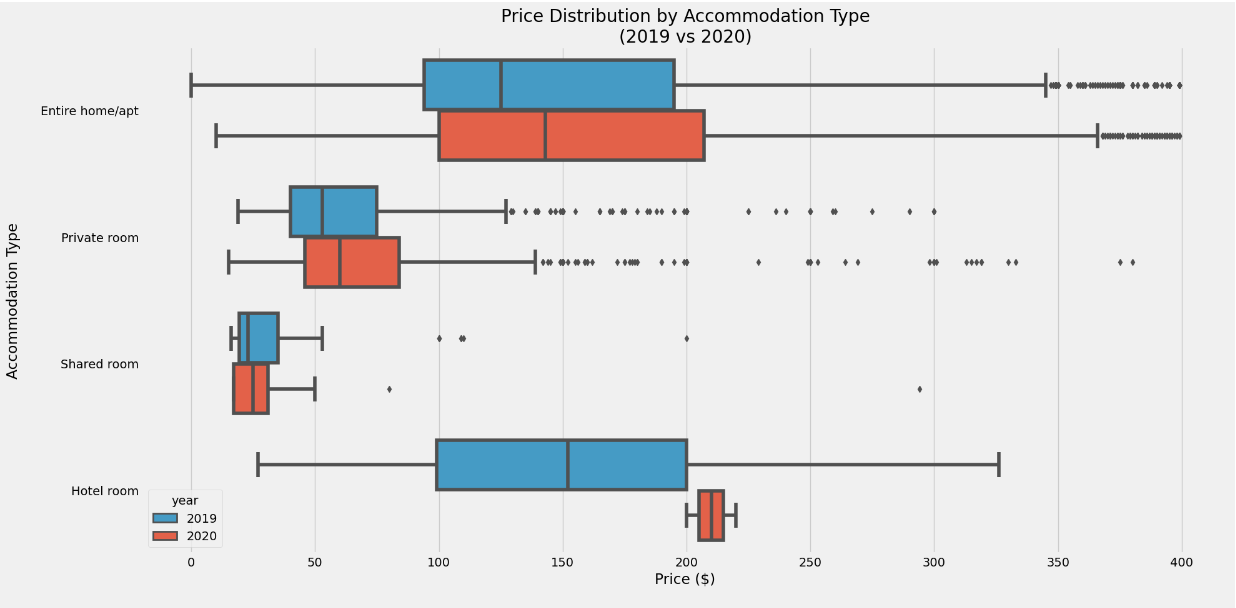 Price Distribution by Accommodation Type
(2019 vs 2020)
Accommodation Type
Entire home/apt
Private room
Shared room
Hotel room
year
2019
2020
0 50 100 150 200 250 300 350 400
Price ($)